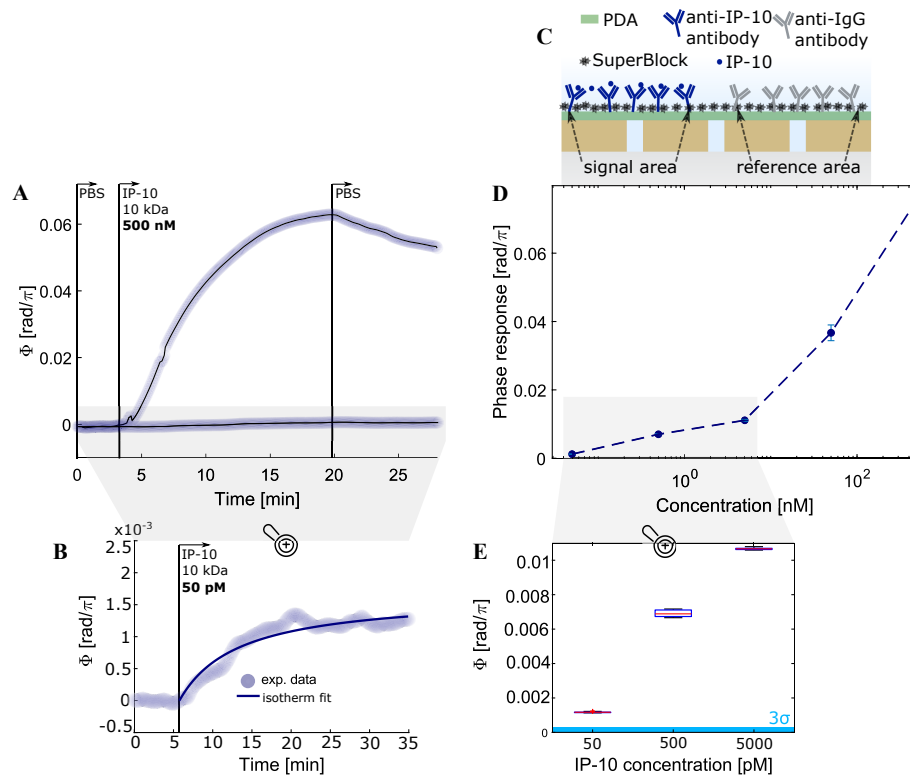 C
PDA
anti-IP-10
antibody
anti-IgG
antibody
SuperBlock
IP-10
signal area
reference area
A
PBS
IP-10
10 kDa
500 nM
PBS
0.06
0.04
0.02
0
Φ [rad/π]
0 5 10 15 20 25
Time [min]
D
0.06
0.04
0.02
0
Phase response [rad/π]
10⁰ 10²
Concentration [nM]
B
x10⁻³
2.5
2
1.5
1
0.5
0
-0.5
Φ [rad/π]
IP-10
10 kDa
50 pM
exp. data
isotherm fit
0 5 10 15 20 25 30 35
Time [min]
E
0.01
0.008
0.006
0.004
0.002
0
Φ [rad/π]
3σ
50 500 5000
IP-10 concentration [pM]